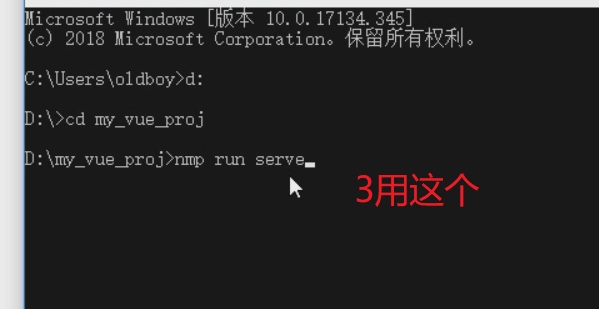 Microsoft Windows [版本 10.0.17134.345]
(c) 2018 Microsoft Corporation。保留所有权利。
C:\Users\oldboy>d:
D:\>cd my_vue_proj
D:\my_vue_proj>nmp run serve
3用这个